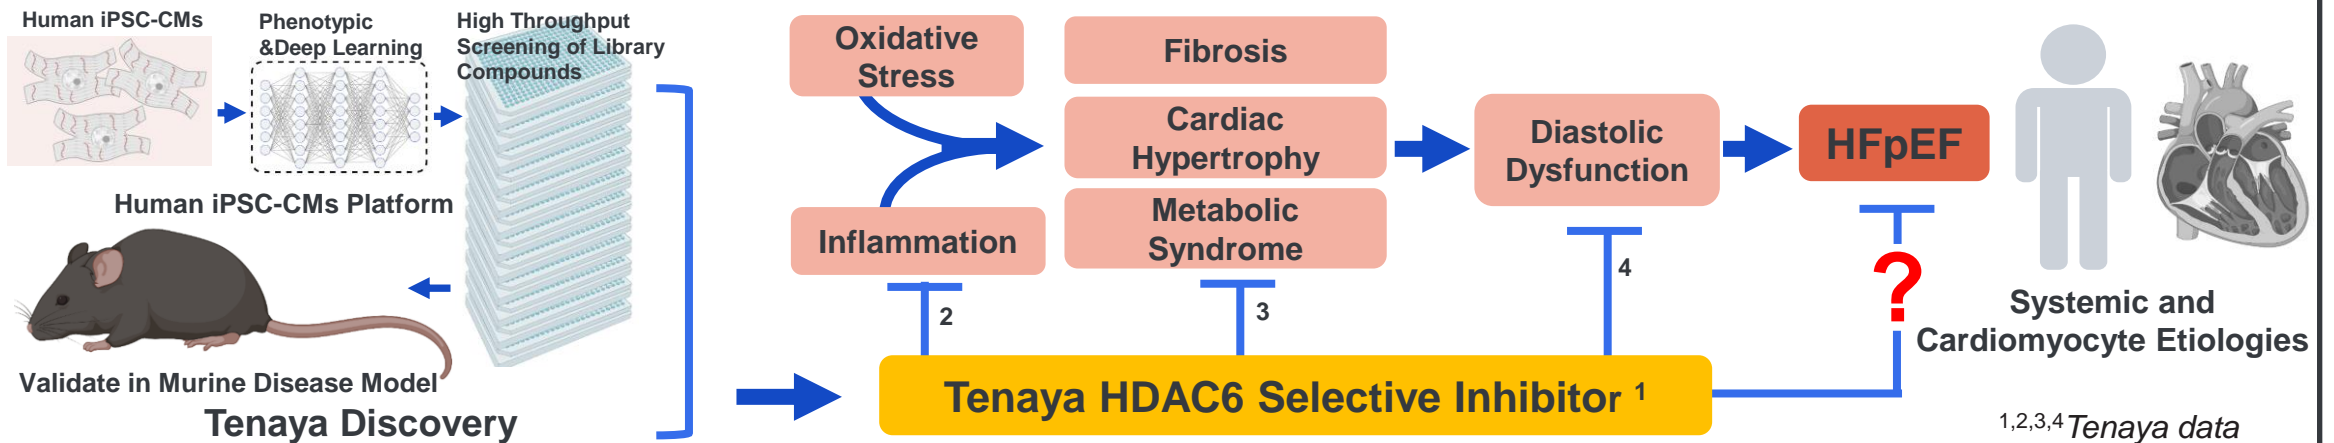 Human iPSC-CMs
Phenotypic
&Deep Learning
High Throughput
Screening of Library
Compounds
Human iPSC-CMs Platform
Validate in Murine Disease Model
Tenaya Discovery
Oxidative
Stress
Inflammation
Fibrosis
Cardiac
Hypertrophy
Metabolic
Syndrome
Diastolic
Dysfunction
HFpEF
2
3
4
?
Tenaya HDAC6 Selective Inhibitor 1
Systemic and
Cardiomyocyte Etiologies
1,2,3,4 Tenaya data